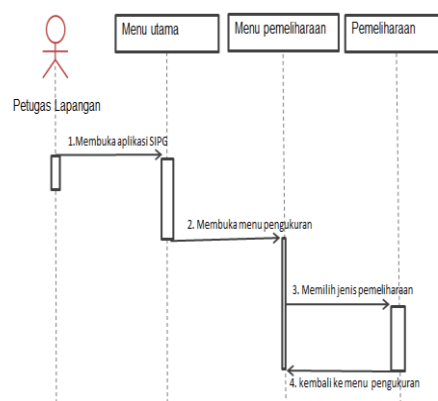 Menu utama
Menu pemeliharaan
Pemeliharaan
Petugas Lapangan
1.Membuka aplikasi SIPG
2. Membuka menu pengukuran
3. Memilih jenis pemeliharaan
4. kembali ke menu pengukuran